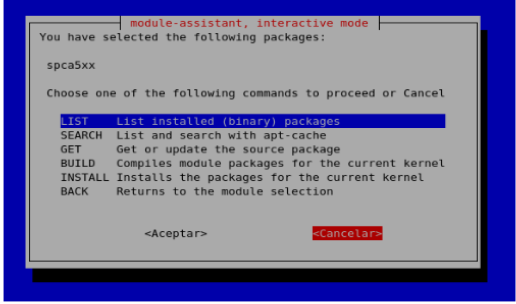 module-assistant, interactive mode
You have selected the following packages:
spca5xx
Choose one of the following commands to proceed or Cancel
LIST List installed (binary) packages
SEARCH List and search with apt-cache
GET Get or update the source package
BUILD Compiles module packages for the current kernel
INSTALL Installs the packages for the current kernel
BACK Returns to the module selection
<Aceptar> <Cancelar>